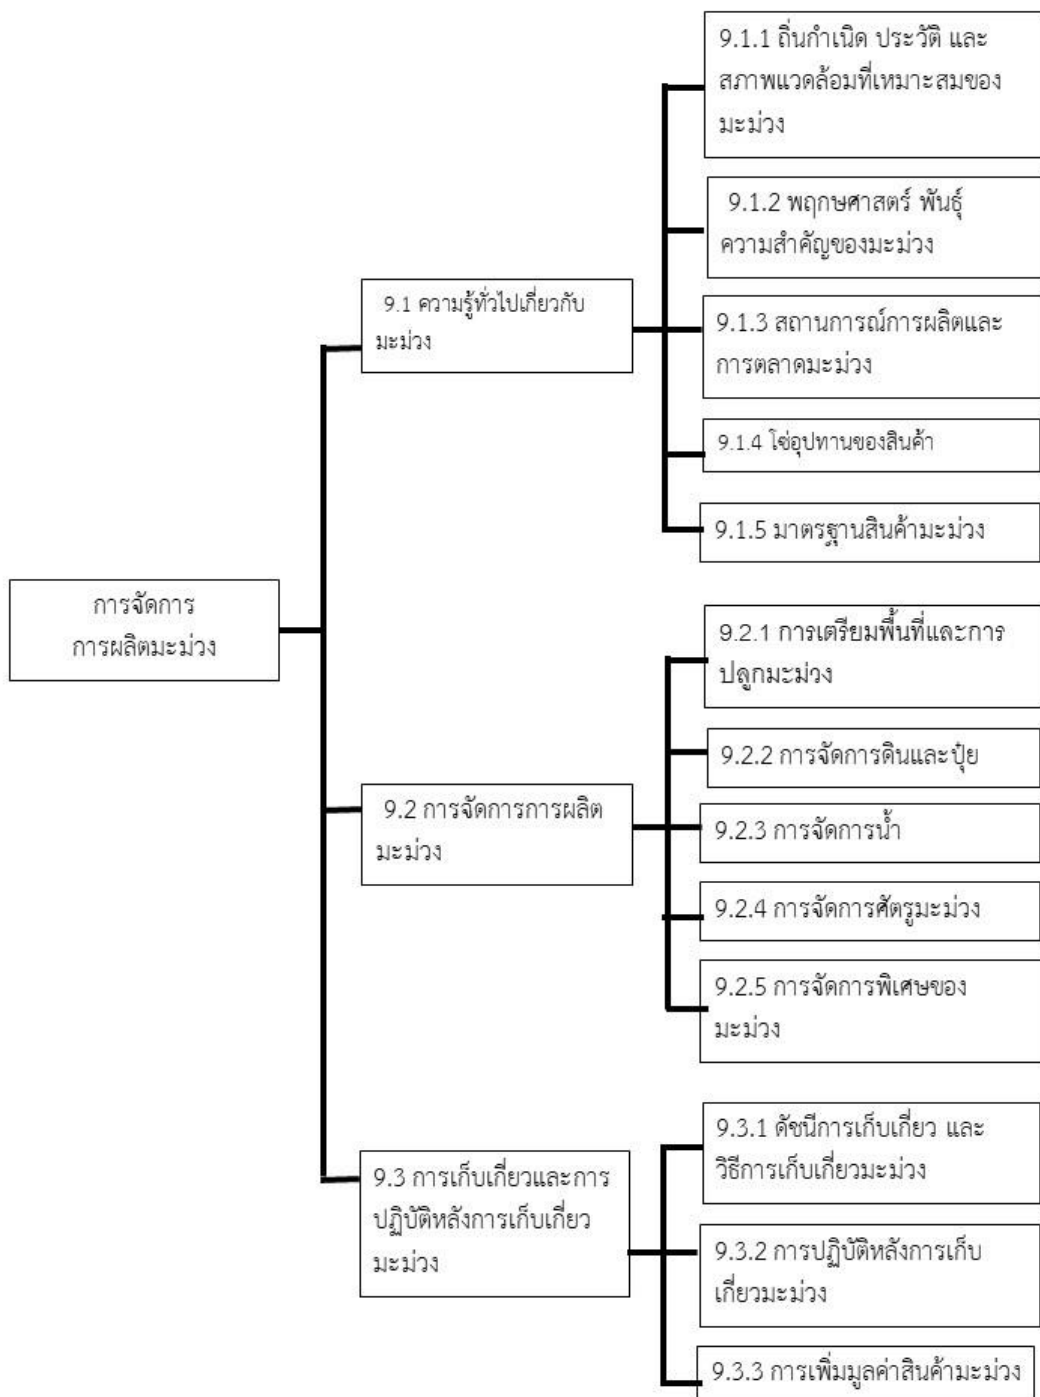 การจัดการ
การผลิตมะม่วง
9.1 ความรู้ทั่วไปเกี่ยวกับ
มะม่วง
9.1.1 ถิ่นกำเนิด ประวัติ และ
สภาพแวดล้อมที่เหมาะสมของ
มะม่วง
9.1.2 พฤกษศาสตร์ พันธุ์
ความสำคัญของมะม่วง
9.1.3 สถานการณ์การผลิตและ
การตลาดมะม่วง
9.1.4 โซ่อุปทานของสินค้า
9.1.5 มาตรฐานสินค้ามะม่วง
9.2 การจัดการการผลิต
มะม่วง
9.2.1 การเตรียมพื้นที่และการ
ปลูกมะม่วง
9.2.2 การจัดการดินและปุ๋ย
9.2.3 การจัดการน้ำ
9.2.4 การจัดการศัตรูมะม่วง
9.2.5 การจัดการพิเศษของ
มะม่วง
9.3 การเก็บเกี่ยวและการ
ปฏิบัติหลังการเก็บเกี่ยว
มะม่วง
9.3.1 ดัชนีการเก็บเกี่ยว และ
วิธีการเก็บเกี่ยวมะม่วง
9.3.2 การปฏิบัติหลังการเก็บ
เกี่ยวมะม่วง
9.3.3 การเพิ่มมูลค่าสินค้ามะม่วง